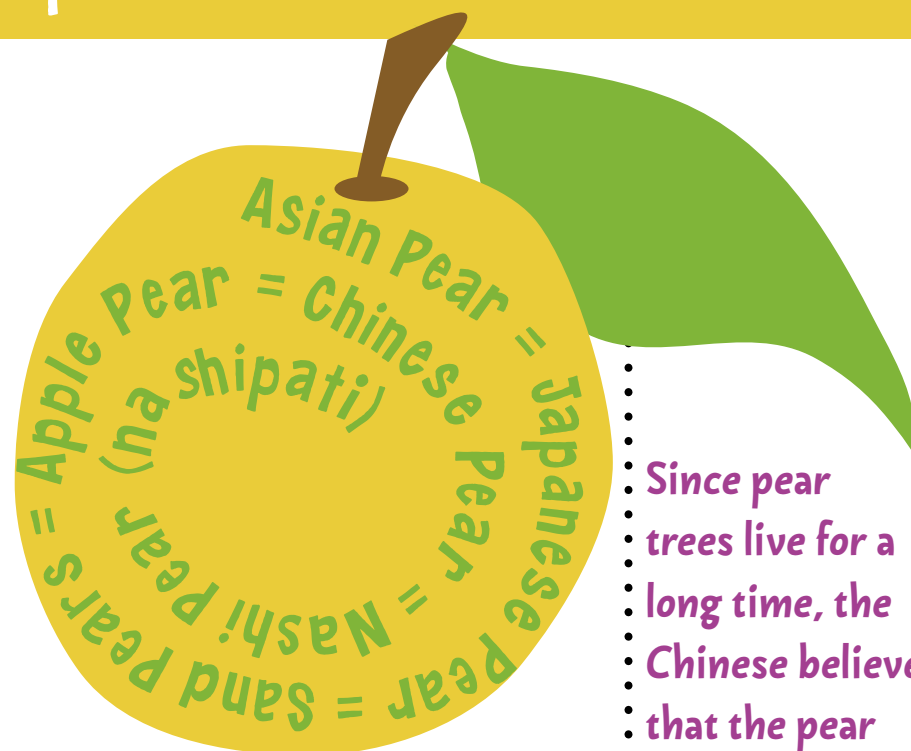 Asian Pear = Japanese Pear = Sand Pears = Apple Pear = Chinese Pear = Nashi Pear (na shipati)
Since pear
trees live for a
long time, the
Chinese believe
that the pear